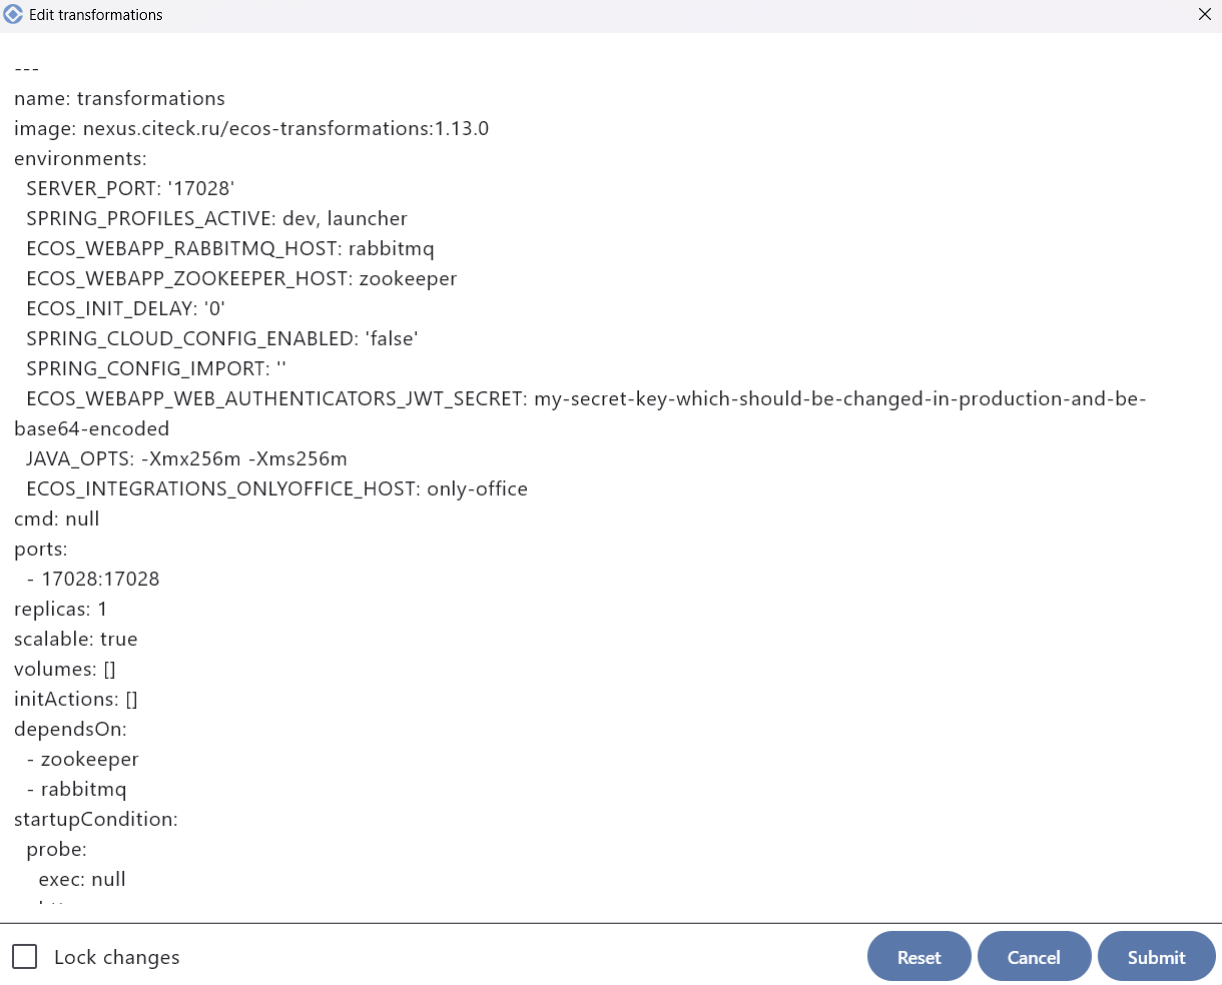 Edit transformations
---
name: transformations
image: nexus.citeck.ru/ecos-transformations:1.13.0
environments:
  SERVER_PORT: '17028'
  SPRING_PROFILES_ACTIVE: dev, launcher
  ECOS_WEBAPP_RABBITMQ_HOST: rabbitmq
  ECOS_WEBAPP_ZOOKEEPER_HOST: zookeeper
  ECOS_INIT_DELAY: '0'
  SPRING_CLOUD_CONFIG_ENABLED: 'false'
  SPRING_CONFIG_IMPORT: ''
  ECOS_WEBAPP_WEB_AUTHENTICATORS_JWT_SECRET: my-secret-key-which-should-be-changed-in-production-and-be-
base64-encoded
  JAVA_OPTS: -Xmx256m -Xms256m
  ECOS_INTEGRATIONS_ONLYOFFICE_HOST: only-office
cmd: null
ports:
  - 17028:17028
replicas: 1
scalable: true
volumes: []
initActions: []
dependsOn:
  - zookeeper
  - rabbitmq
startupCondition:
  probe:
    exec: null
Lock changes
Reset
Cancel
Submit